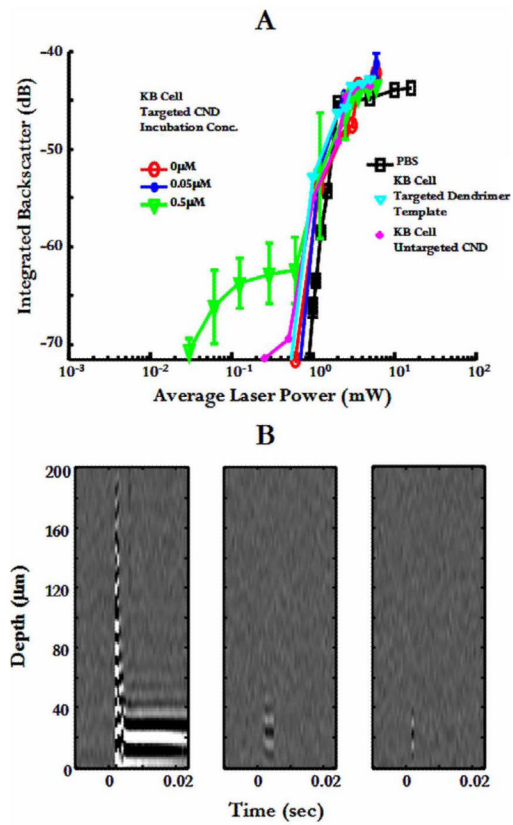 A
Integrated Backscatter (dB)
-40
-50
-60
-70
KB Cell
Targeted CND
Incubation Conc.
0μM
0.05μM
0.5μM
PBS
KB Cell
Targeted Dendrimer
Template
KB Cell
Untargeted CND
10-3 10-2 10-1 100 101 102
Average Laser Power (mW)
B
Depth (μm)
200
160
120
80
40
0
0 0.02 0 0.02 0 0.02
Time (sec)